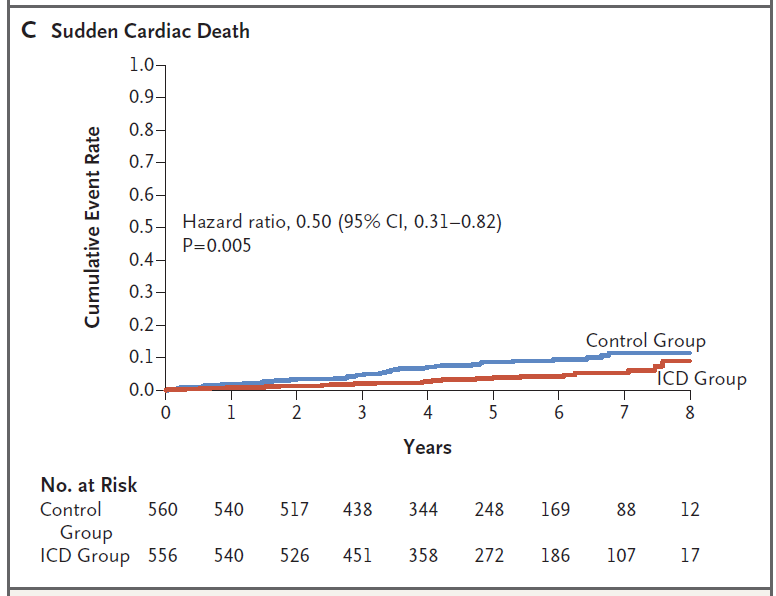 C Sudden Cardiac Death
1.0
0.9
0.8
0.7
0.6
0.5
0.4
0.3
0.2
0.1
0.0
Cumulative Event Rate
Hazard ratio, 0.50 (95% CI, 0.31–0.82)
P=0.005
Control Group
ICD Group
0 1 2 3 4 5 6 7 8
Years
No. at Risk
Control 560 540 517 438 344 248 169 88 12
Group
ICD Group 556 540 526 451 358 272 186 107 17